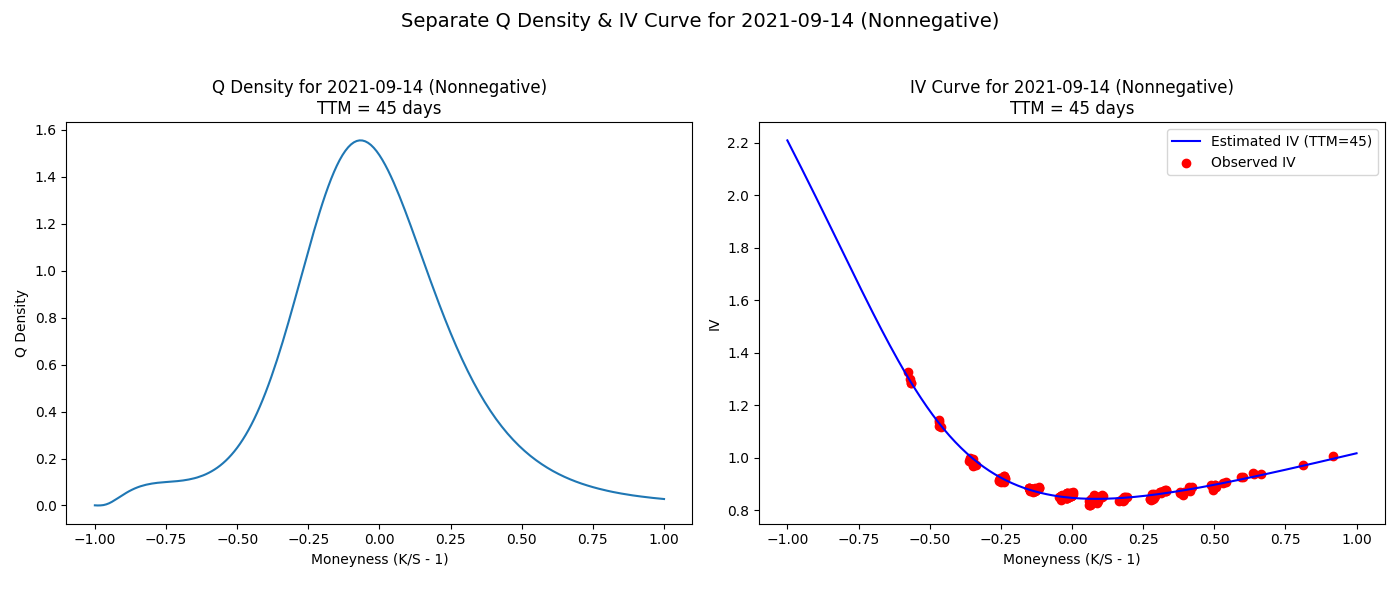 Separate Q Density & IV Curve for 2021-09-14 (Nonnegative)
Q Density for 2021-09-14 (Nonnegative)
TTM = 45 days
Q Density
1.6
1.4
1.2
1.0
0.8
0.6
0.4
0.2
0.0
−1.00 −0.75 −0.50 −0.25 0.00 0.25 0.50 0.75 1.00
Moneyness (K/S - 1)
IV Curve for 2021-09-14 (Nonnegative)
TTM = 45 days
IV
2.2
2.0
1.8
1.6
1.4
1.2
1.0
0.8
Estimated IV (TTM=45)
Observed IV
−1.00 −0.75 −0.50 −0.25 0.00 0.25 0.50 0.75 1.00
Moneyness (K/S - 1)